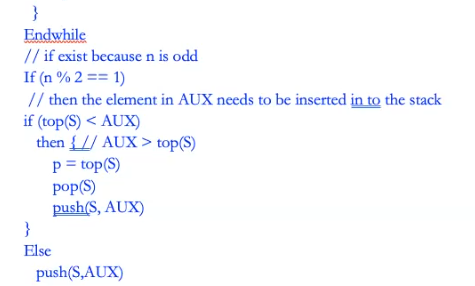 }
Endwhile
// if exist because n is odd
If (n % 2 == 1)
// then the element in AUX needs to be inserted in to the stack
if (top(S) < AUX)
then { // AUX > top(S)
p = top(S)
pop(S)
push(S, AUX)
}
Else
push(S,AUX)